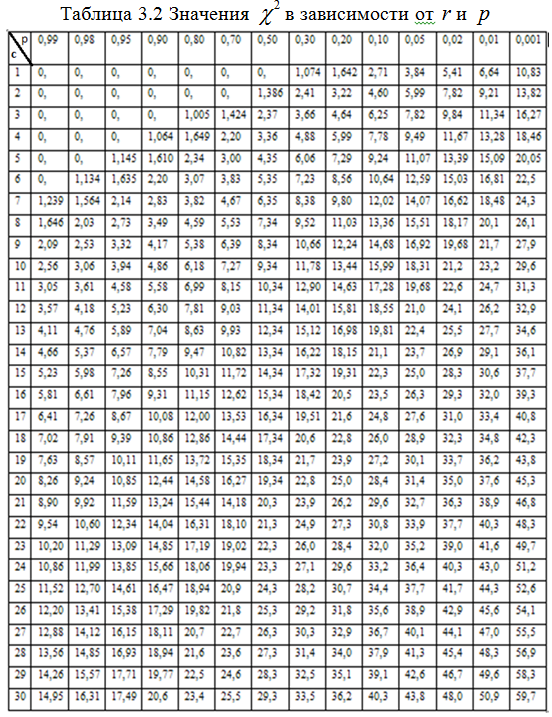 Таблица 3.2 Значения χ² в зависимости от r и p
p с 0,99 0,98 0,95 0,90 0,80 0,70 0,50 0,30 0,20 0,10 0,05 0,02 0,01 0,001
1 0, 0, 0, 0, 0, 0, 0, 1,074 1,642 2,71 3,84 5,41 6,64 10,83
2 0, 0, 0, 0, 0, 0, 1,386 2,41 3,22 4,60 5,99 7,82 9,21 13,82
3 0, 0, 0, 0, 1,005 1,424 2,37 3,66 4,64 6,25 7,82 9,84 11,34 16,27
4 0, 0, 0, 1,064 1,649 2,20 3,36 4,88 5,99 7,78 9,49 11,67 13,28 18,46
5 0, 0, 1,145 1,610 2,34 3,00 4,35 6,06 7,29 9,24 11,07 13,39 15,09 20,05
6 0, 1,134 1,635 2,20 3,07 3,83 5,35 7,23 8,56 10,64 12,59 15,03 16,81 22,5
7 1,239 1,564 2,14 2,83 3,82 4,67 6,35 8,38 9,80 12,02 14,07 16,62 18,48 24,3
8 1,646 2,03 2,73 3,49 4,59 5,53 7,34 9,52 11,03 13,36 15,51 18,17 20,1 26,1
9 2,09 2,53 3,32 4,17 5,38 6,39 8,34 10,66 12,24 14,68 16,92 19,68 21,7 27,9
10 2,56 3,06 3,94 4,86 6,18 7,27 9,34 11,78 13,44 15,99 18,31 21,2 23,2 29,6
11 3,05 3,61 4,58 5,58 6,99 8,15 10,34 12,90 14,63 17,28 19,68 22,6 24,7 31,3
12 3,57 4,18 5,23 6,30 7,81 9,03 11,34 14,01 15,81 18,55 21,0 24,1 26,2 32,9
13 4,11 4,76 5,89 7,04 8,63 9,93 12,34 15,12 16,98 19,81 22,4 25,5 27,7 34,6
14 4,66 5,37 6,57 7,79 9,47 10,82 13,34 16,22 18,15 21,1 23,7 26,9 29,1 36,1
15 5,23 5,98 7,26 8,55 10,31 11,72 14,34 17,32 19,31 22,3 25,0 28,3 30,6 37,7
16 5,81 6,61 7,96 9,31 11,15 12,62 15,34 18,42 20,5 23,5 26,3 29,3 32,0 39,3
17 6,41 7,26 8,67 10,08 12,00 13,53 16,34 19,51 21,6 24,8 27,6 31,0 33,4 40,8
18 7,02 7,91 9,39 10,86 12,86 14,44 17,34 20,6 22,8 26,0 28,9 32,3 34,8 42,3
19 7,63 8,57 10,11 11,65 13,72 15,35 18,34 21,7 23,9 27,2 30,1 33,7 36,2 43,8
20 8,26 9,24 10,85 12,44 14,58 16,27 19,34 22,8 25,0 28,4 31,4 35,0 37,6 45,3
21 8,90 9,92 11,59 13,24 15,44 14,18 20,3 23,9 26,2 29,6 32,7 36,3 38,9 46,8
22 9,54 10,60 12,34 14,04 16,31 18,10 21,3 24,9 27,3 30,8 33,9 37,7 40,3 48,3
23 10,20 11,29 13,09 14,85 17,19 19,02 22,3 26,0 28,4 32,0 35,2 39,0 41,6 49,7
24 10,86 11,99 13,85 15,66 18,06 19,94 23,3 27,1 29,6 33,2 36,4 40,3 43,0 51,2
25 11,52 12,70 14,61 16,47 18,94 20,9 24,3 28,2 30,7 34,4 37,7 41,7 44,3 52,6
26 12,20 13,41 15,38 17,29 19,82 21,8 25,3 29,2 31,8 35,6 38,9 42,9 45,6 54,1
27 12,88 14,12 16,15 18,11 20,7 22,7 26,3 30,3 32,9 36,7 40,1 44,1 47,0 55,5
28 13,56 14,85 16,93 18,94 21,6 23,6 27,3 31,4 34,0 37,9 41,3 45,4 48,3 56,9
29 14,26 15,57 17,71 19,77 22,5 24,6 28,3 32,5 35,1 39,1 42,6 46,7 49,6 58,3
30 14,95 16,31 17,49 20,6 23,4 25,5 29,3 33,5 36,2 40,3 43,8 48,0 50,9 59,7